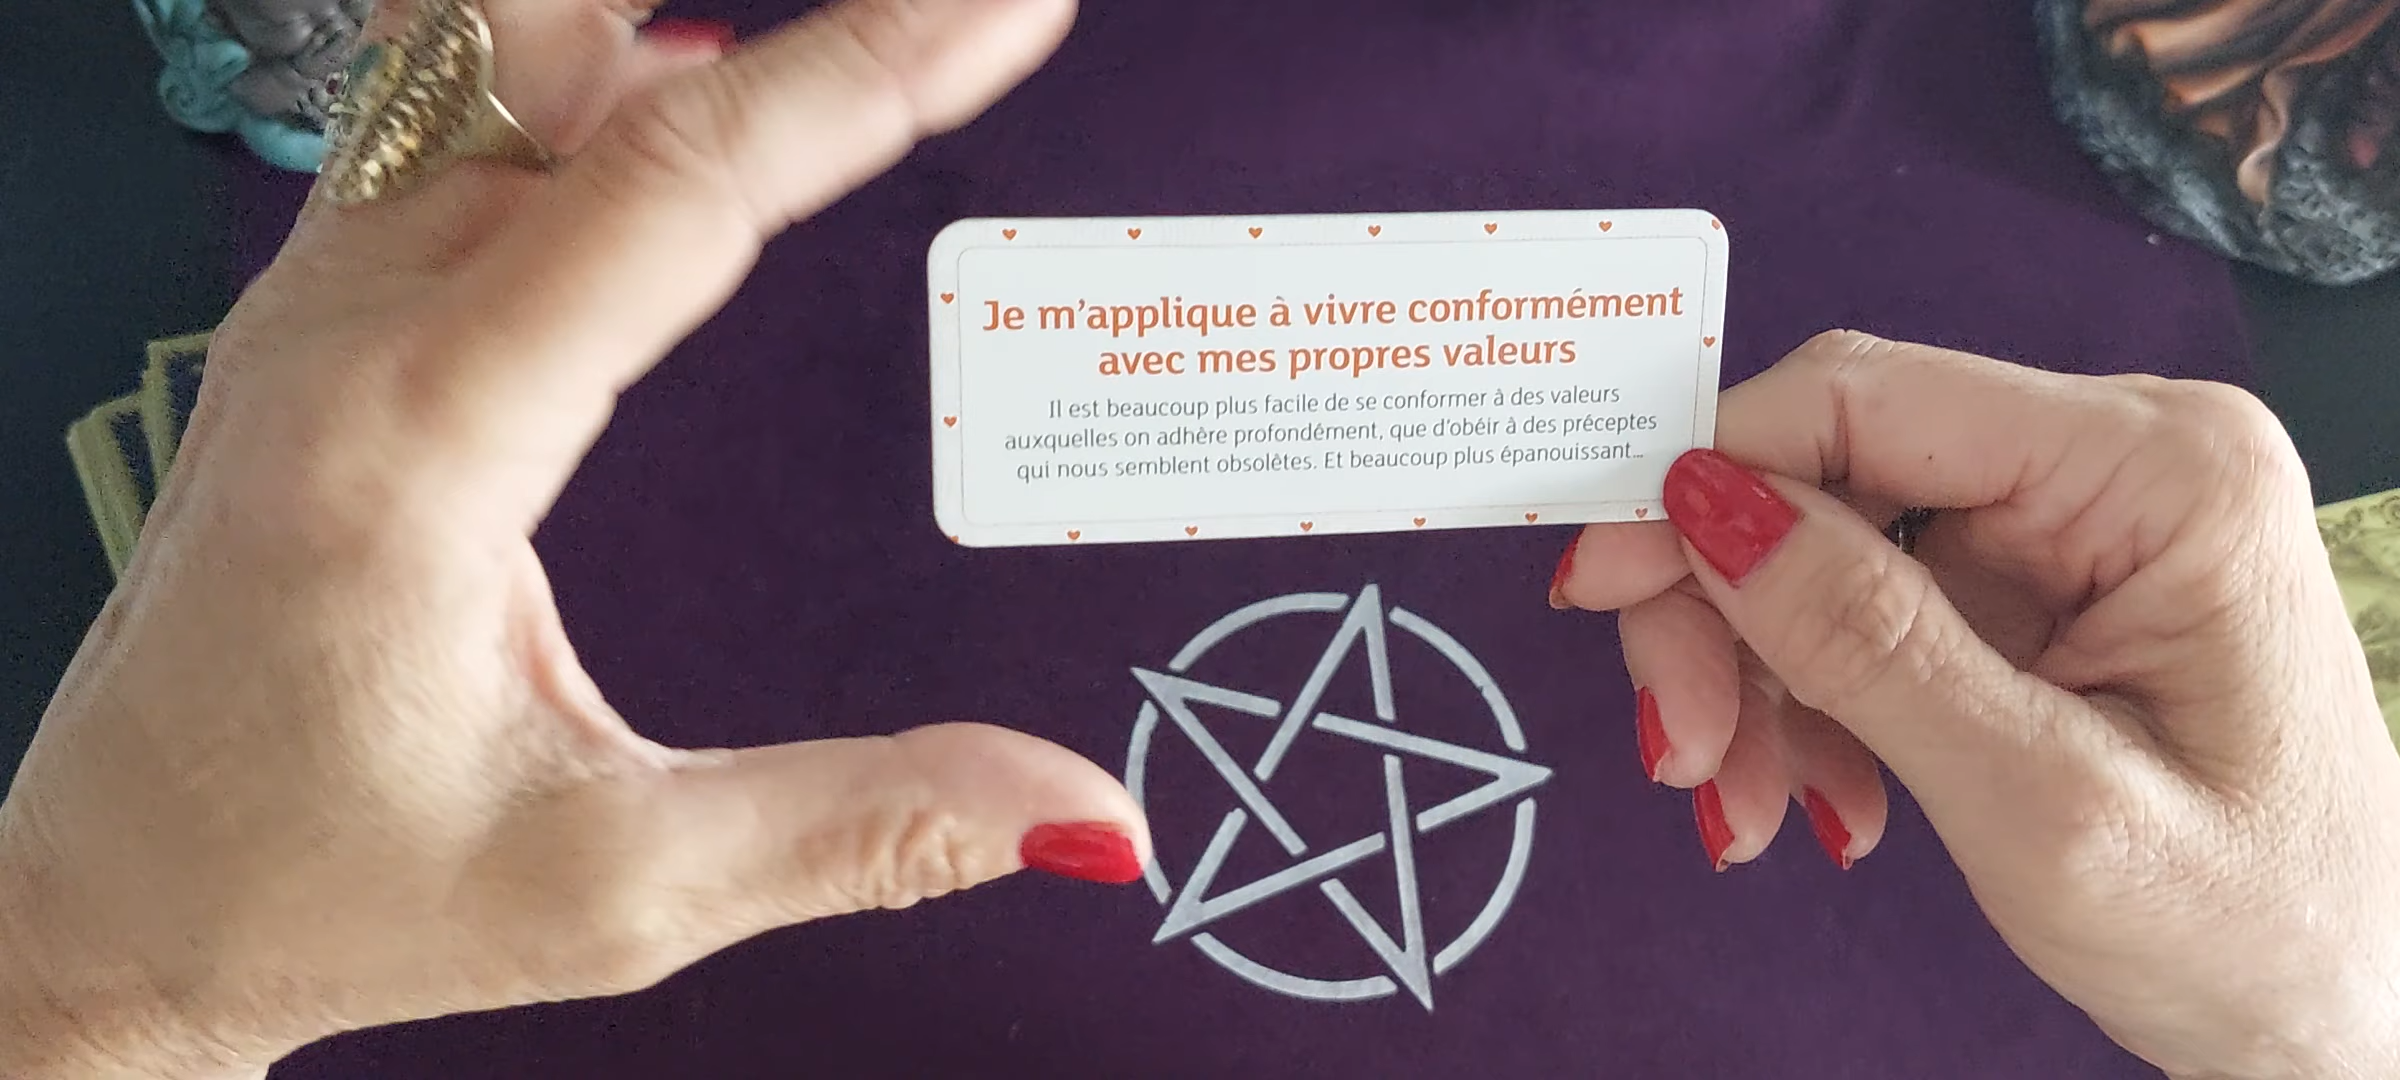 Je m'applique à vivre conformément
avec mes propres valeurs
Il est beaucoup plus facile de se conformer à des valeurs
auxquelles on adhère profondément, que d'obéir à des préceptes
qui nous semblent obsolètes. Et beaucoup plus épanouissant...